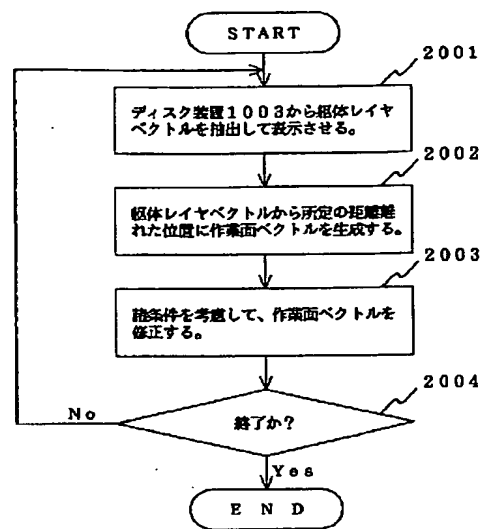 START
2001
ディスク装置1003から躯体レイヤ
ベクトルを抽出して表示させる。
2002
躯体レイヤベクトルから所定の距離離
れた位置に作業面ベクトルを生成する。
2003
諸条件を考慮して、作業面ベクトルを
修正する。
2004
No
終了か?
Yes
END